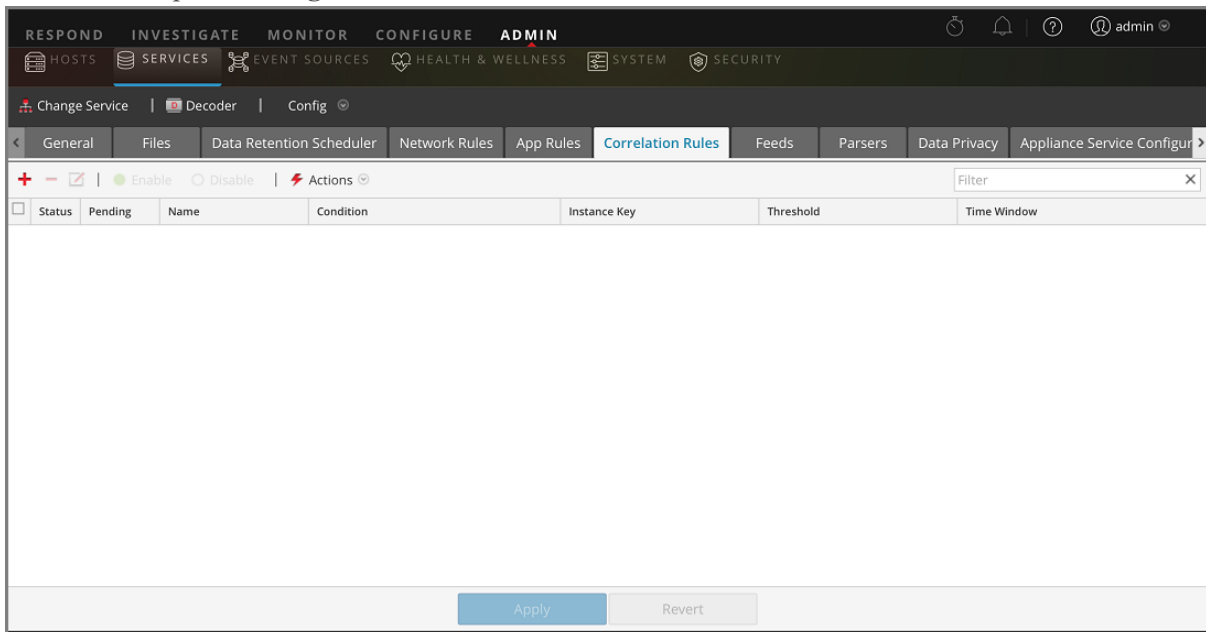 RESPOND INVESTIGATE MONITOR CONFIGURE ADMIN admin
HOSTS SERVICES EVENT SOURCES HEALTH & WELLNESS SYSTEM SECURITY
Change Service | Decoder | Config
General Files Data Retention Scheduler Network Rules App Rules Correlation Rules Feeds Parsers Data Privacy Appliance Service Configur
Enable Disable | Actions Filter
Status Pending Name Condition Instance Key Threshold Time Window
Apply Revert